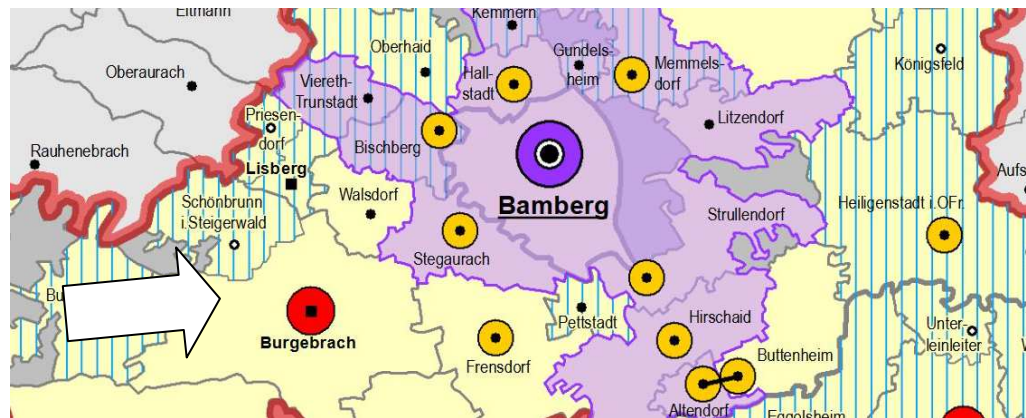 Eltmann
Kemmern
Oberhaid
Gundels-
heim
Königsfeld
Oberaurach
Viereth-
Trunstadt
Hall-
stadt
Memmels-
dorf
Priesen-
dorf
Litzendorf
Bischberg
Rauhenebrach
Lisberg
Aufs
Walsdorf
Schönbrunn
i.Steigerwald
Bamberg
Heiligenstadt i.OFr.
Strullendorf
Stegaurach
Bu
Pettstadt
Hirschaid
Unter-
leinleiter
Burgebrach
Frensdorf
Buttenheim
Altendorf
Eggolsheim